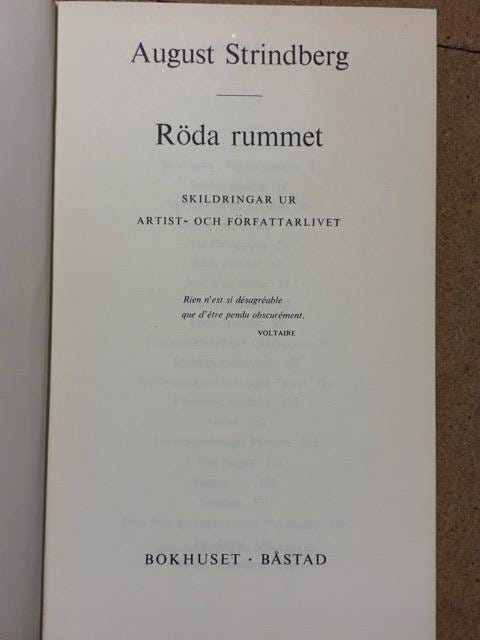 August Strindberg
Röda rummet
SKILDRINGAR UR
ARTIST- OCH FÖRFATTARLIVET
Rien n'est si désagréable
que d'être pendu obscurément.
VOLTAIRE
BOKHUSET · BÅSTAD